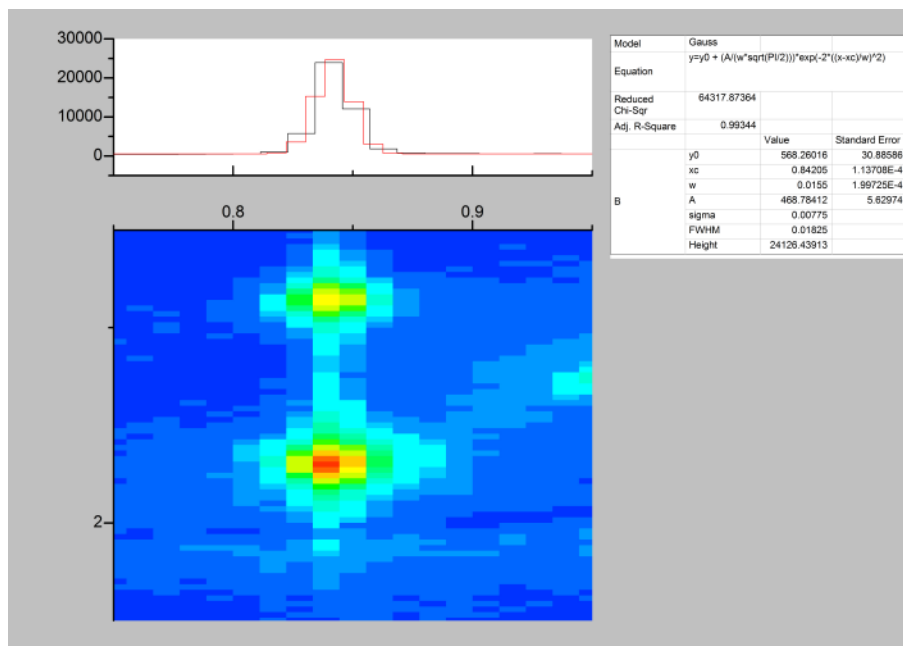 30000
20000
10000
0
0.8 0.9
2
Model Gauss
Equation y=y0 + (A/(w*sqrt(PI/2)))*exp(-2*((x-xc)/w)^2)
Reduced Chi-Sqr 64317.87364
Adj. R-Square 0.99344
Value Standard Error
B y0 568.26016 30.88586
xc 0.84205 1.13708E-4
w 0.0155 1.99725E-4
A 468.78412 5.62974
sigma 0.00775
FWHM 0.01825
Height 24126.43913